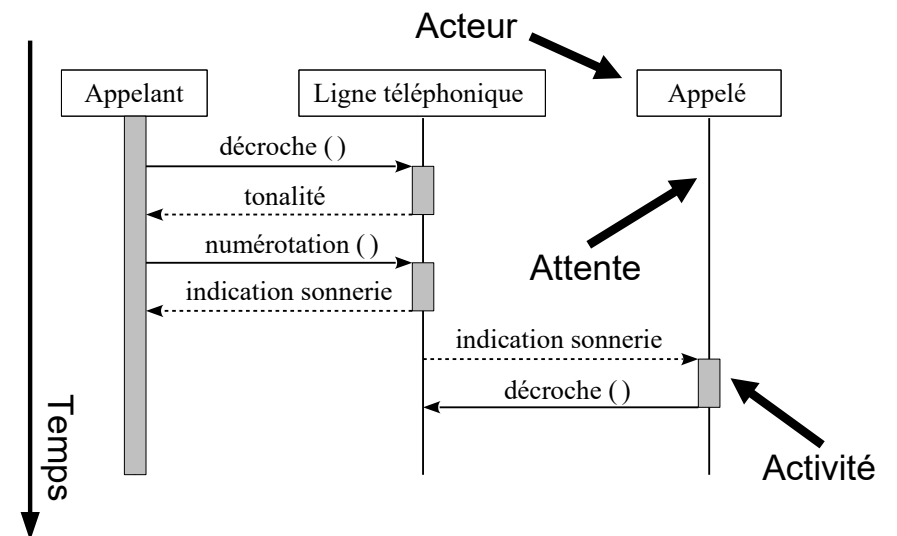 Acteur
Appelant
Ligne téléphonique
Appelé
décroche ( )
tonalité
numérotation ( )
Attente
indication sonnerie
indication sonnerie
décroche ( )
Temps
Activité